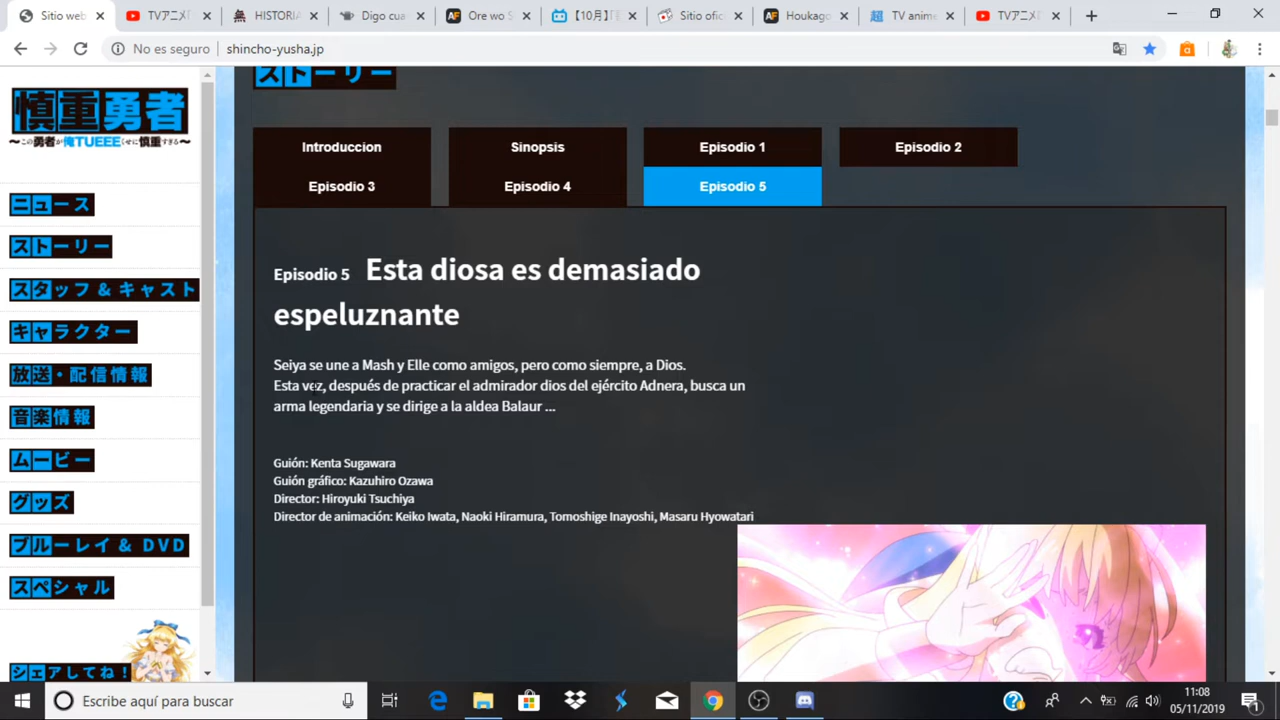 Sitio web
TVアニメ『
HISTORIA
Digo cua
Ore wo S
【10月】『
Sitio ofic
Houkago
TV anime
TVアニメ『
No es seguro
shincho-yusha.jp
慎重勇者
～この勇者が俺TUEEEくせに慎重すぎる～
ニュース
ストーリー
スタッフ & キャスト
キャラクター
放送・配信情報
音楽情報
ムービー
グッズ
ブルーレイ & DVD
スペシャル
シェアしてね！
ストーリー
Introduccion
Sinopsis
Episodio 1
Episodio 2
Episodio 3
Episodio 4
Episodio 5
Episodio 5 Esta diosa es demasiado
espeluznante
Seiya se une a Mash y Elle como amigos, pero como siempre, a Dios.
Esta vez, después de practicar el admirador dios del ejército Adnera, busca un
arma legendaria y se dirige a la aldea Balaur ...
Guión: Kenta Sugawara
Guión gráfico: Kazuhiro Ozawa
Director: Hiroyuki Tsuchiya
Director de animación: Keiko Iwata, Naoki Hiramura, Tomoshige Inayoshi, Masaru Hyowatari
Escribe aquí para buscar
11:08
05/11/2019